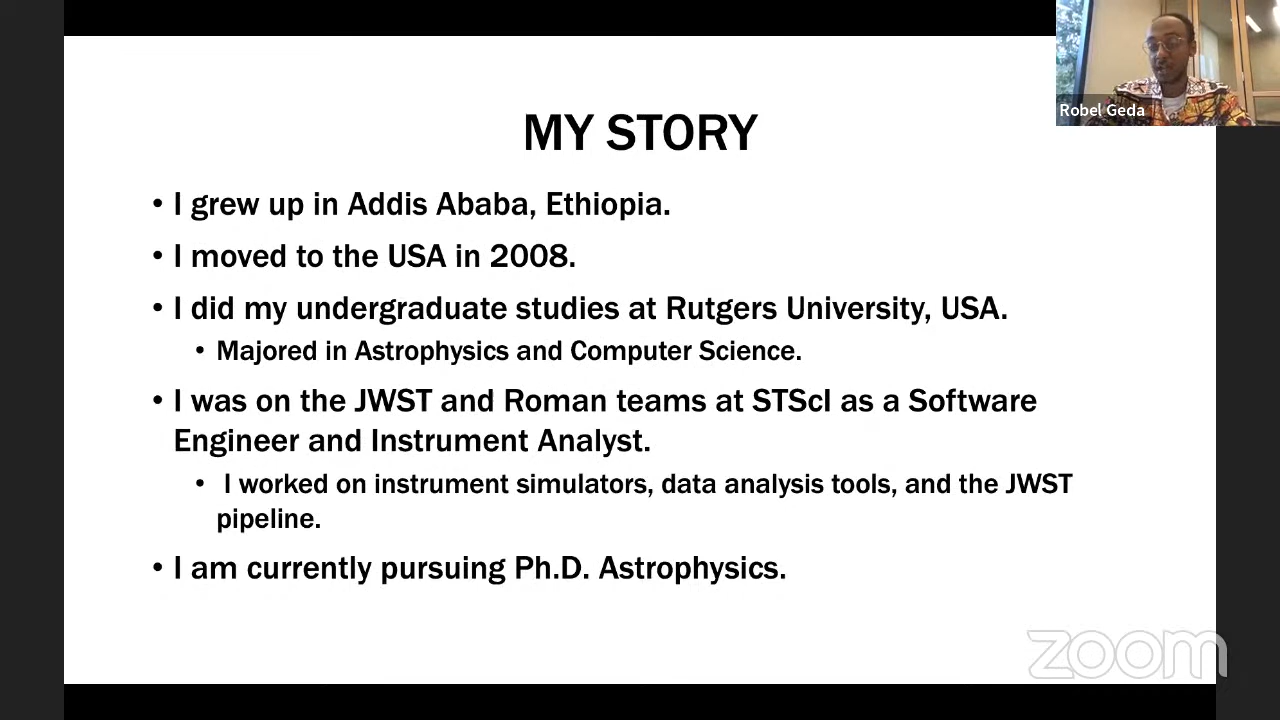 Robel Geda
MY STORY
• I grew up in Addis Ababa, Ethiopia.
• I moved to the USA in 2008.
• I did my undergraduate studies at Rutgers University, USA.
• Majored in Astrophysics and Computer Science.
• I was on the JWST and Roman teams at STScI as a Software
Engineer and Instrument Analyst.
• I worked on instrument simulators, data analysis tools, and the JWST
pipeline.
• I am currently pursuing Ph.D. Astrophysics.
zoom